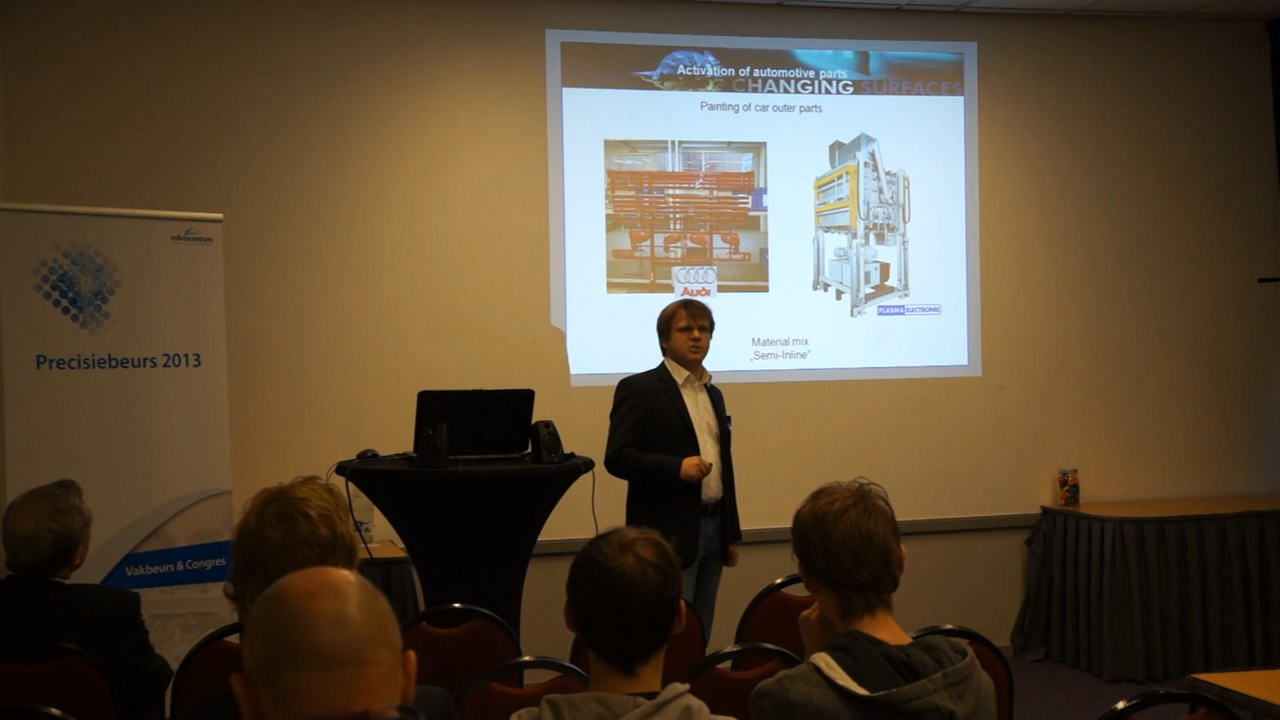 Activation of automotive parts
CHANGING SURFACES
Painting of car outer parts
Audi
PLASMA ELECTRONIC
Material mix
„Semi-Inline"
mikrocentrum
Precisiebeurs 2013
Vakbeurs & Congres